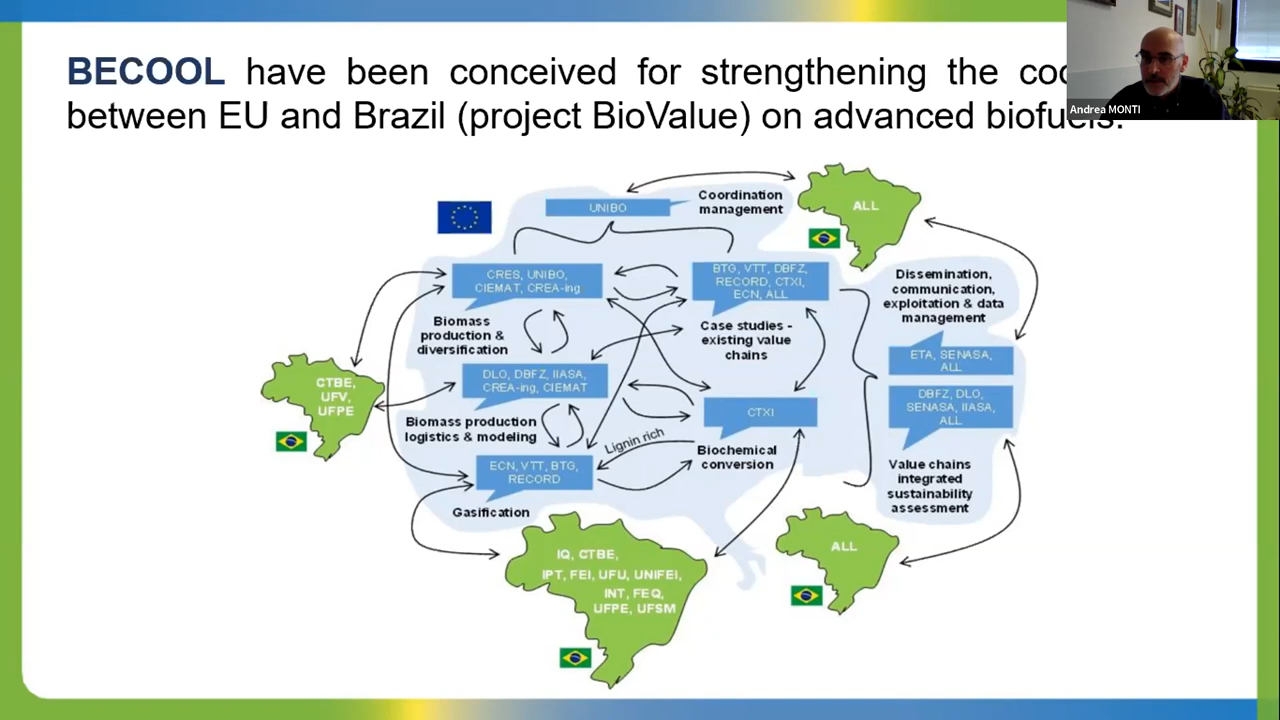 BECOOL have been conceived for strengthening the
between EU and Brazil (project BioValue) on advanced biofuels.
Andrea MONTI
UNIBO
Coordination
management
ALL
CRES, UNIBO,
CIEMAT, CREA-ing
BTG, VTT, DBFZ,
RECORD, CTXI,
ECN, ALL
Dissemination,
communication,
exploitation & data
management
Biomass
production &
diversification
Case studies -
existing value
chains
ETA, SENASA,
ALL
CTBE,
UFV,
UFPE
DLO, DBFZ, IIASA,
CREA-ing, CIEMAT
DBFZ, DLO,
SENASA, IIASA,
ALL
CTXI
Biomass production
logistics & modeling
Lignin rich
Biochemical
conversion
ECN, VTT, BTG,
RECORD
Value chains
integrated
sustainability
assessment
Gasification
IQ, CTBE,
IPT, FEI, UFU, UNIFEI,
INT, FEQ,
UFPE, UFSM
ALL